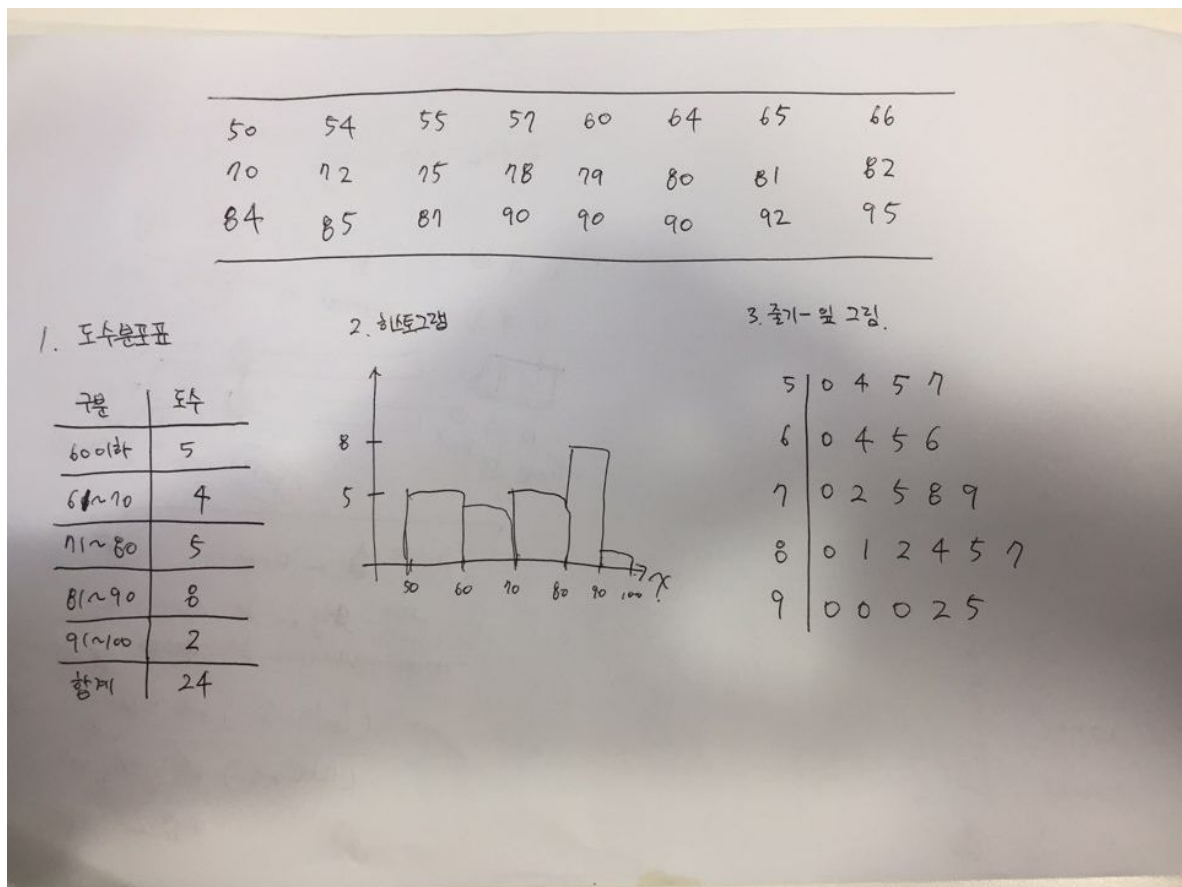 50 54 55 57 60 64 65 66
70 72 75 78 79 80 81 82
84 85 87 90 90 90 92 95
1. 도수분포표
구분 도수
60이하 5
61~70 4
71~80 5
81~90 8
91~100 2
합계 24
2. 히스토그램
8
5
50 60 70 80 90 100 x
3. 줄기-잎 그림.
5 0 4 5 7
6 0 4 5 6
7 0 2 5 8 9
8 0 1 2 4 5 7
9 0 0 0 2 5